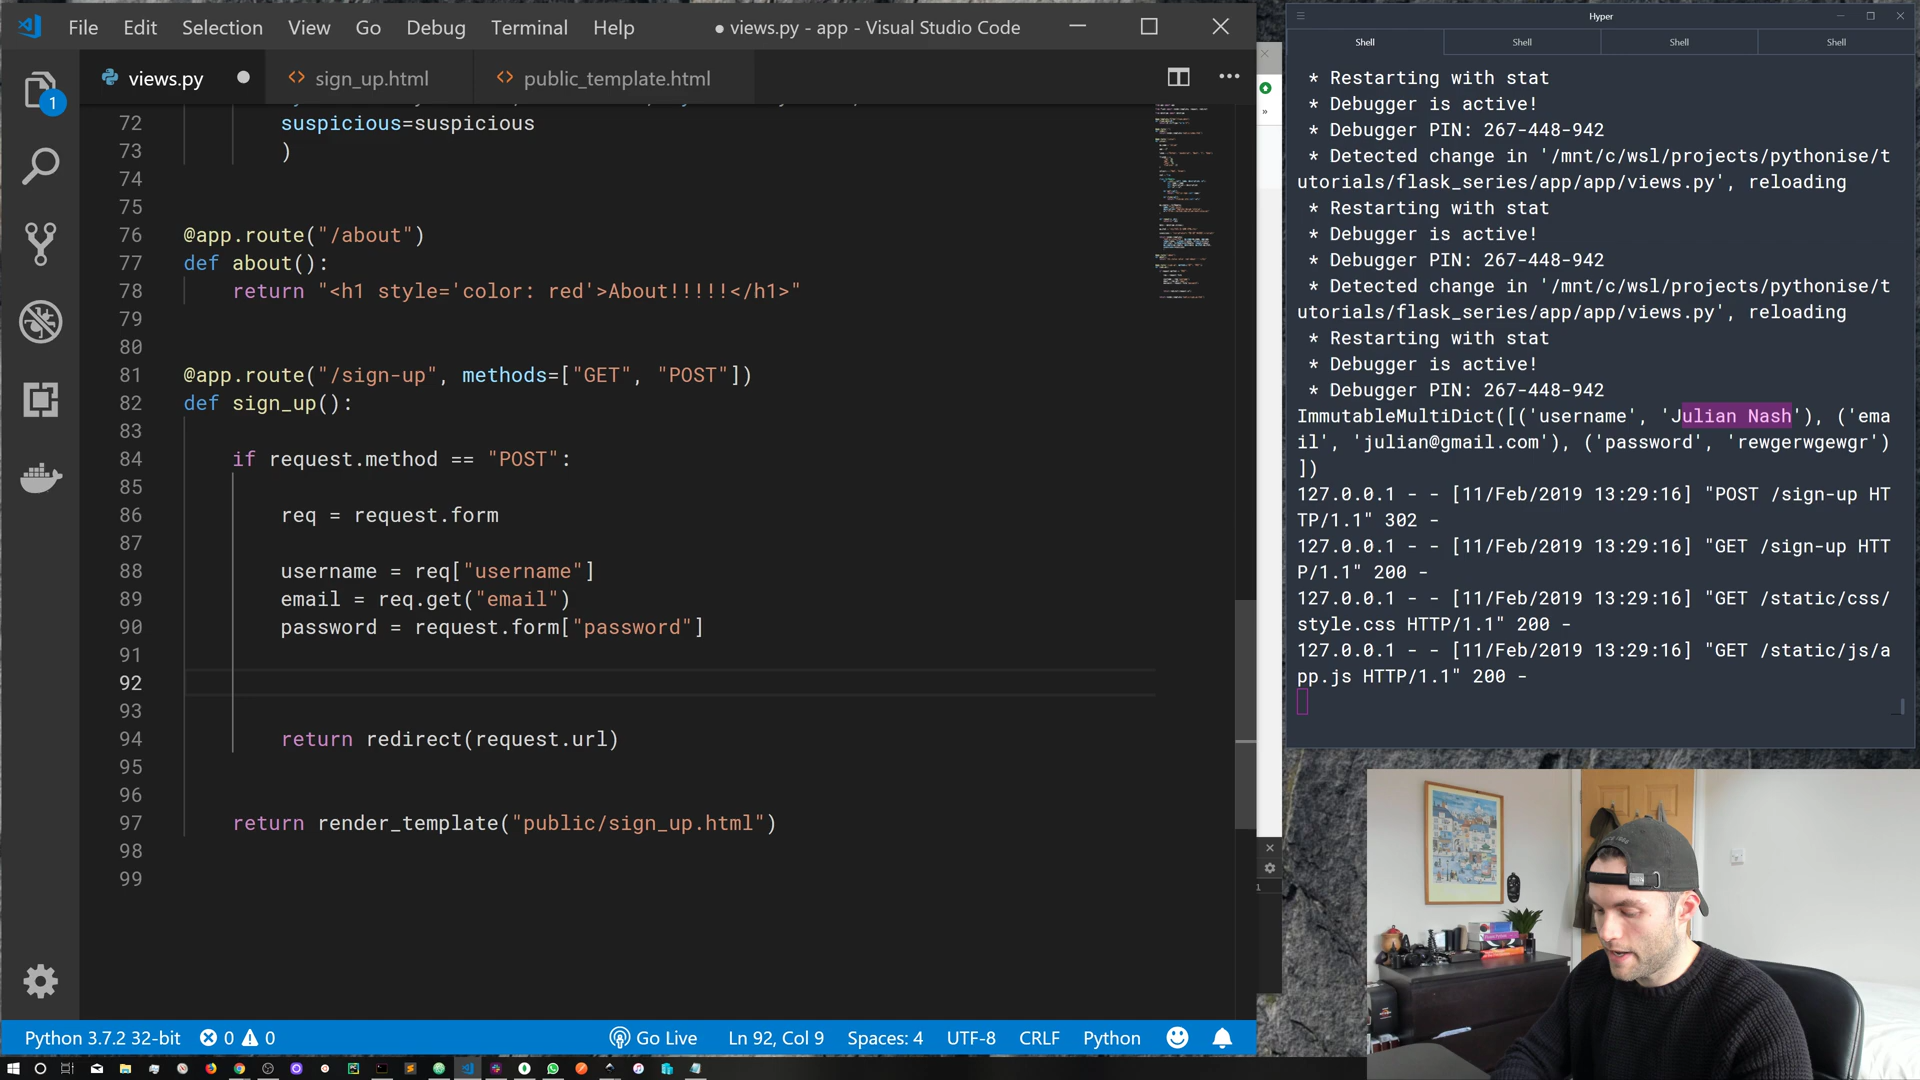 File Edit Selection View Go Debug Terminal Help ● views.py - app - Visual Studio Code
views.py sign_up.html public_template.html
72 suspicious=suspicious
73 )
74
75
76 @app.route("/about")
77 def about():
78 return "<h1 style='color: red'>About!!!!!</h1>"
79
80
81 @app.route("/sign-up", methods=["GET", "POST"])
82 def sign_up():
83
84 if request.method == "POST":
85
86 req = request.form
87
88 username = req["username"]
89 email = req.get("email")
90 password = request.form["password"]
91
92
93
94 return redirect(request.url)
95
96
97 return render_template("public/sign_up.html")
98
99
1
Python 3.7.2 32-bit 0 0 Go Live Ln 92, Col 9 Spaces: 4 UTF-8 CRLF Python
Hyper
Shell Shell Shell Shell
* Restarting with stat
* Debugger is active!
* Debugger PIN: 267-448-942
* Detected change in '/mnt/c/wsl/projects/pythonise/t
utorials/flask_series/app/app/views.py', reloading
* Restarting with stat
* Debugger is active!
* Debugger PIN: 267-448-942
* Detected change in '/mnt/c/wsl/projects/pythonise/t
utorials/flask_series/app/app/views.py', reloading
* Restarting with stat
* Debugger is active!
* Debugger PIN: 267-448-942
ImmutableMultiDict([('username', 'Julian Nash'), ('ema
il', 'julian@gmail.com'), ('password', 'rewgerwgewgr')
])
127.0.0.1 - - [11/Feb/2019 13:29:16] "POST /sign-up HT
TP/1.1" 302 -
127.0.0.1 - - [11/Feb/2019 13:29:16] "GET /sign-up HTT
P/1.1" 200 -
127.0.0.1 - - [11/Feb/2019 13:29:16] "GET /static/css/
style.css HTTP/1.1" 200 -
127.0.0.1 - - [11/Feb/2019 13:29:16] "GET /static/js/a
pp.js HTTP/1.1" 200 -